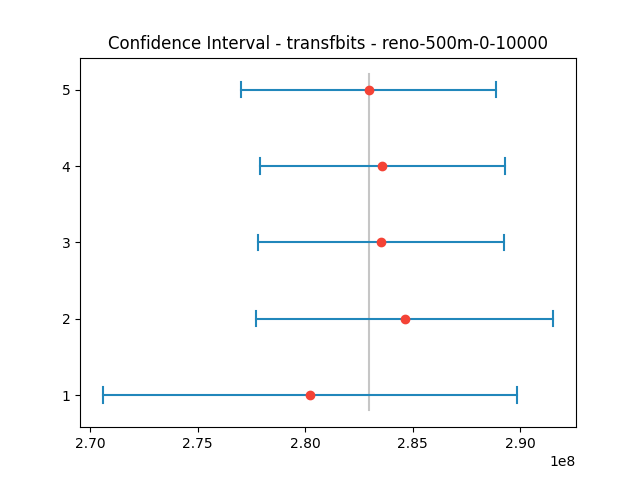 Confidence Interval - transfbits - reno-500m-0-10000
5
4
3
2
1
2.70 2.75 2.80 2.85 2.90
1e8